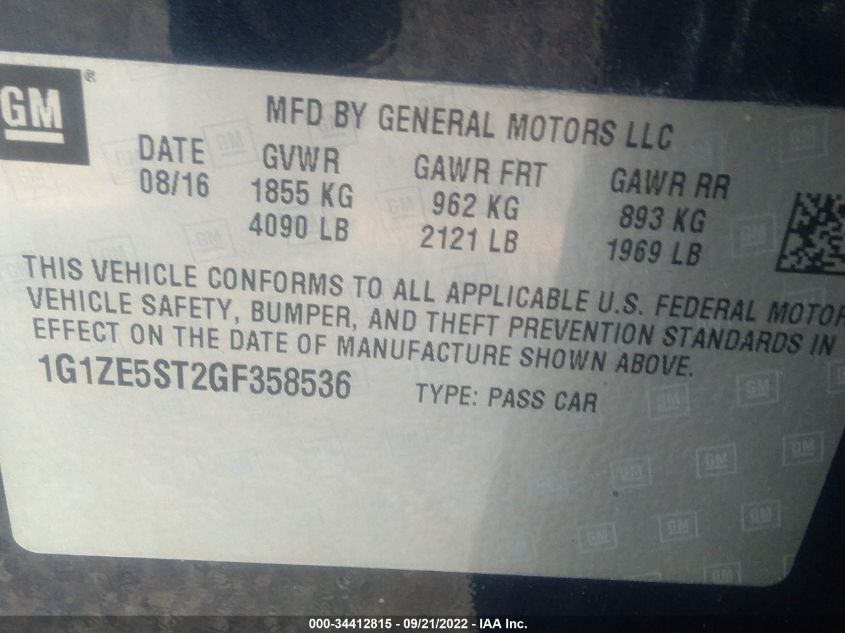 GM ®
MFD BY GENERAL MOTORS LLC
DATE GVWR GAWR FRT GAWR RR
08/16 1855 KG 962 KG 893 KG
4090 LB 2121 LB 1969 LB
THIS VEHICLE CONFORMS TO ALL APPLICABLE U.S. FEDERAL MOTOR
VEHICLE SAFETY, BUMPER, AND THEFT PREVENTION STANDARDS IN
EFFECT ON THE DATE OF MANUFACTURE SHOWN ABOVE.
1G1ZE5ST2GF358536 TYPE: PASS CAR
000-34412815 - 09/21/2022 - IAA Inc.